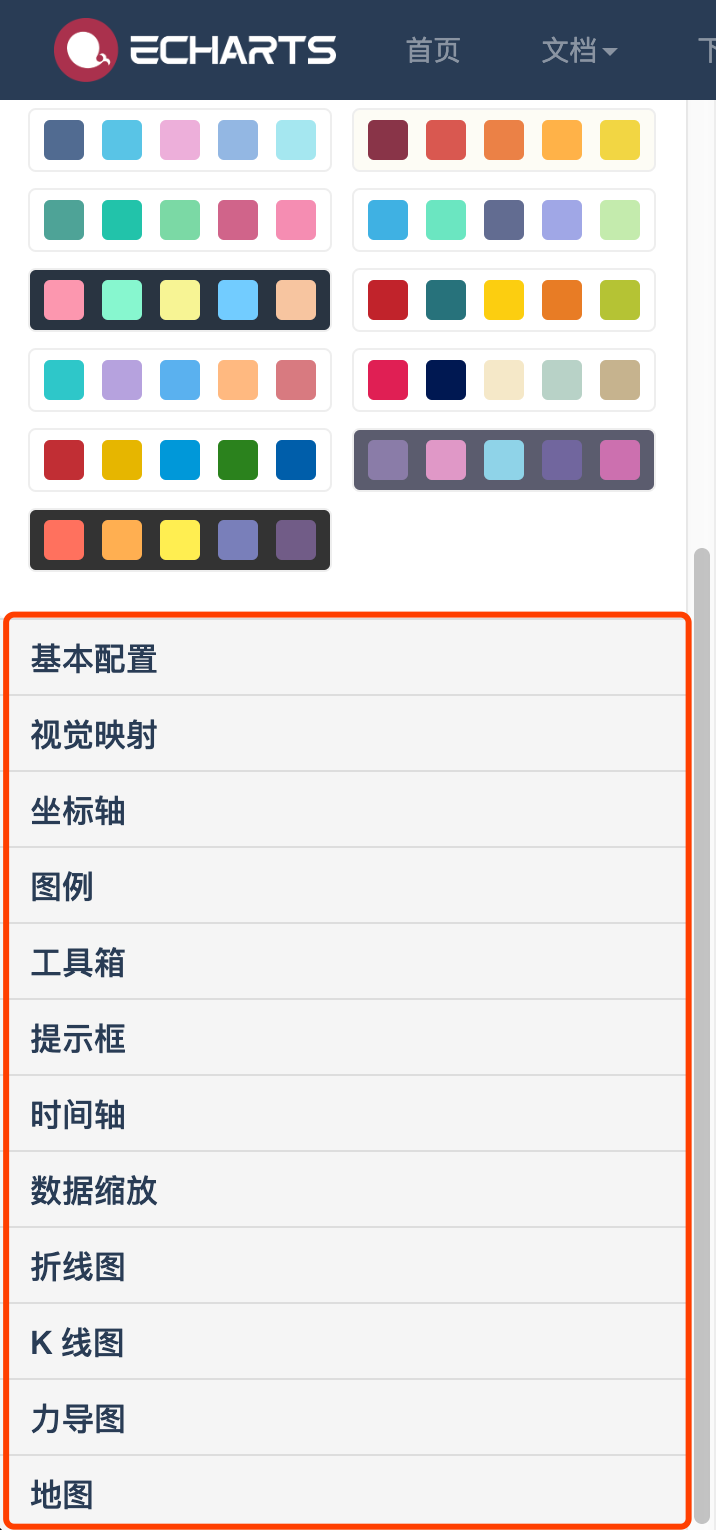 ECHARTS 首页 文档 下
基本配置
视觉映射
坐标轴
图例
工具箱
提示框
时间轴
数据缩放
折线图
K 线图
力导图
地图